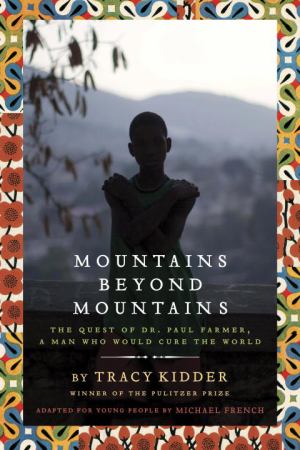 MOUNTAINS
BEYOND
MOUNTAINS
THE QUEST OF DR. PAUL FARMER,
A MAN WHO WOULD CURE THE WORLD
BY TRACY KIDDER
WINNER OF THE PULITZER PRIZE
ADAPTED FOR YOUNG PEOPLE BY MICHAEL FRENCH